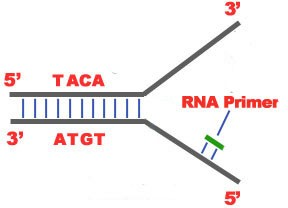 3’
5’ TACA
RNA Primer
3’ ATGT
5’